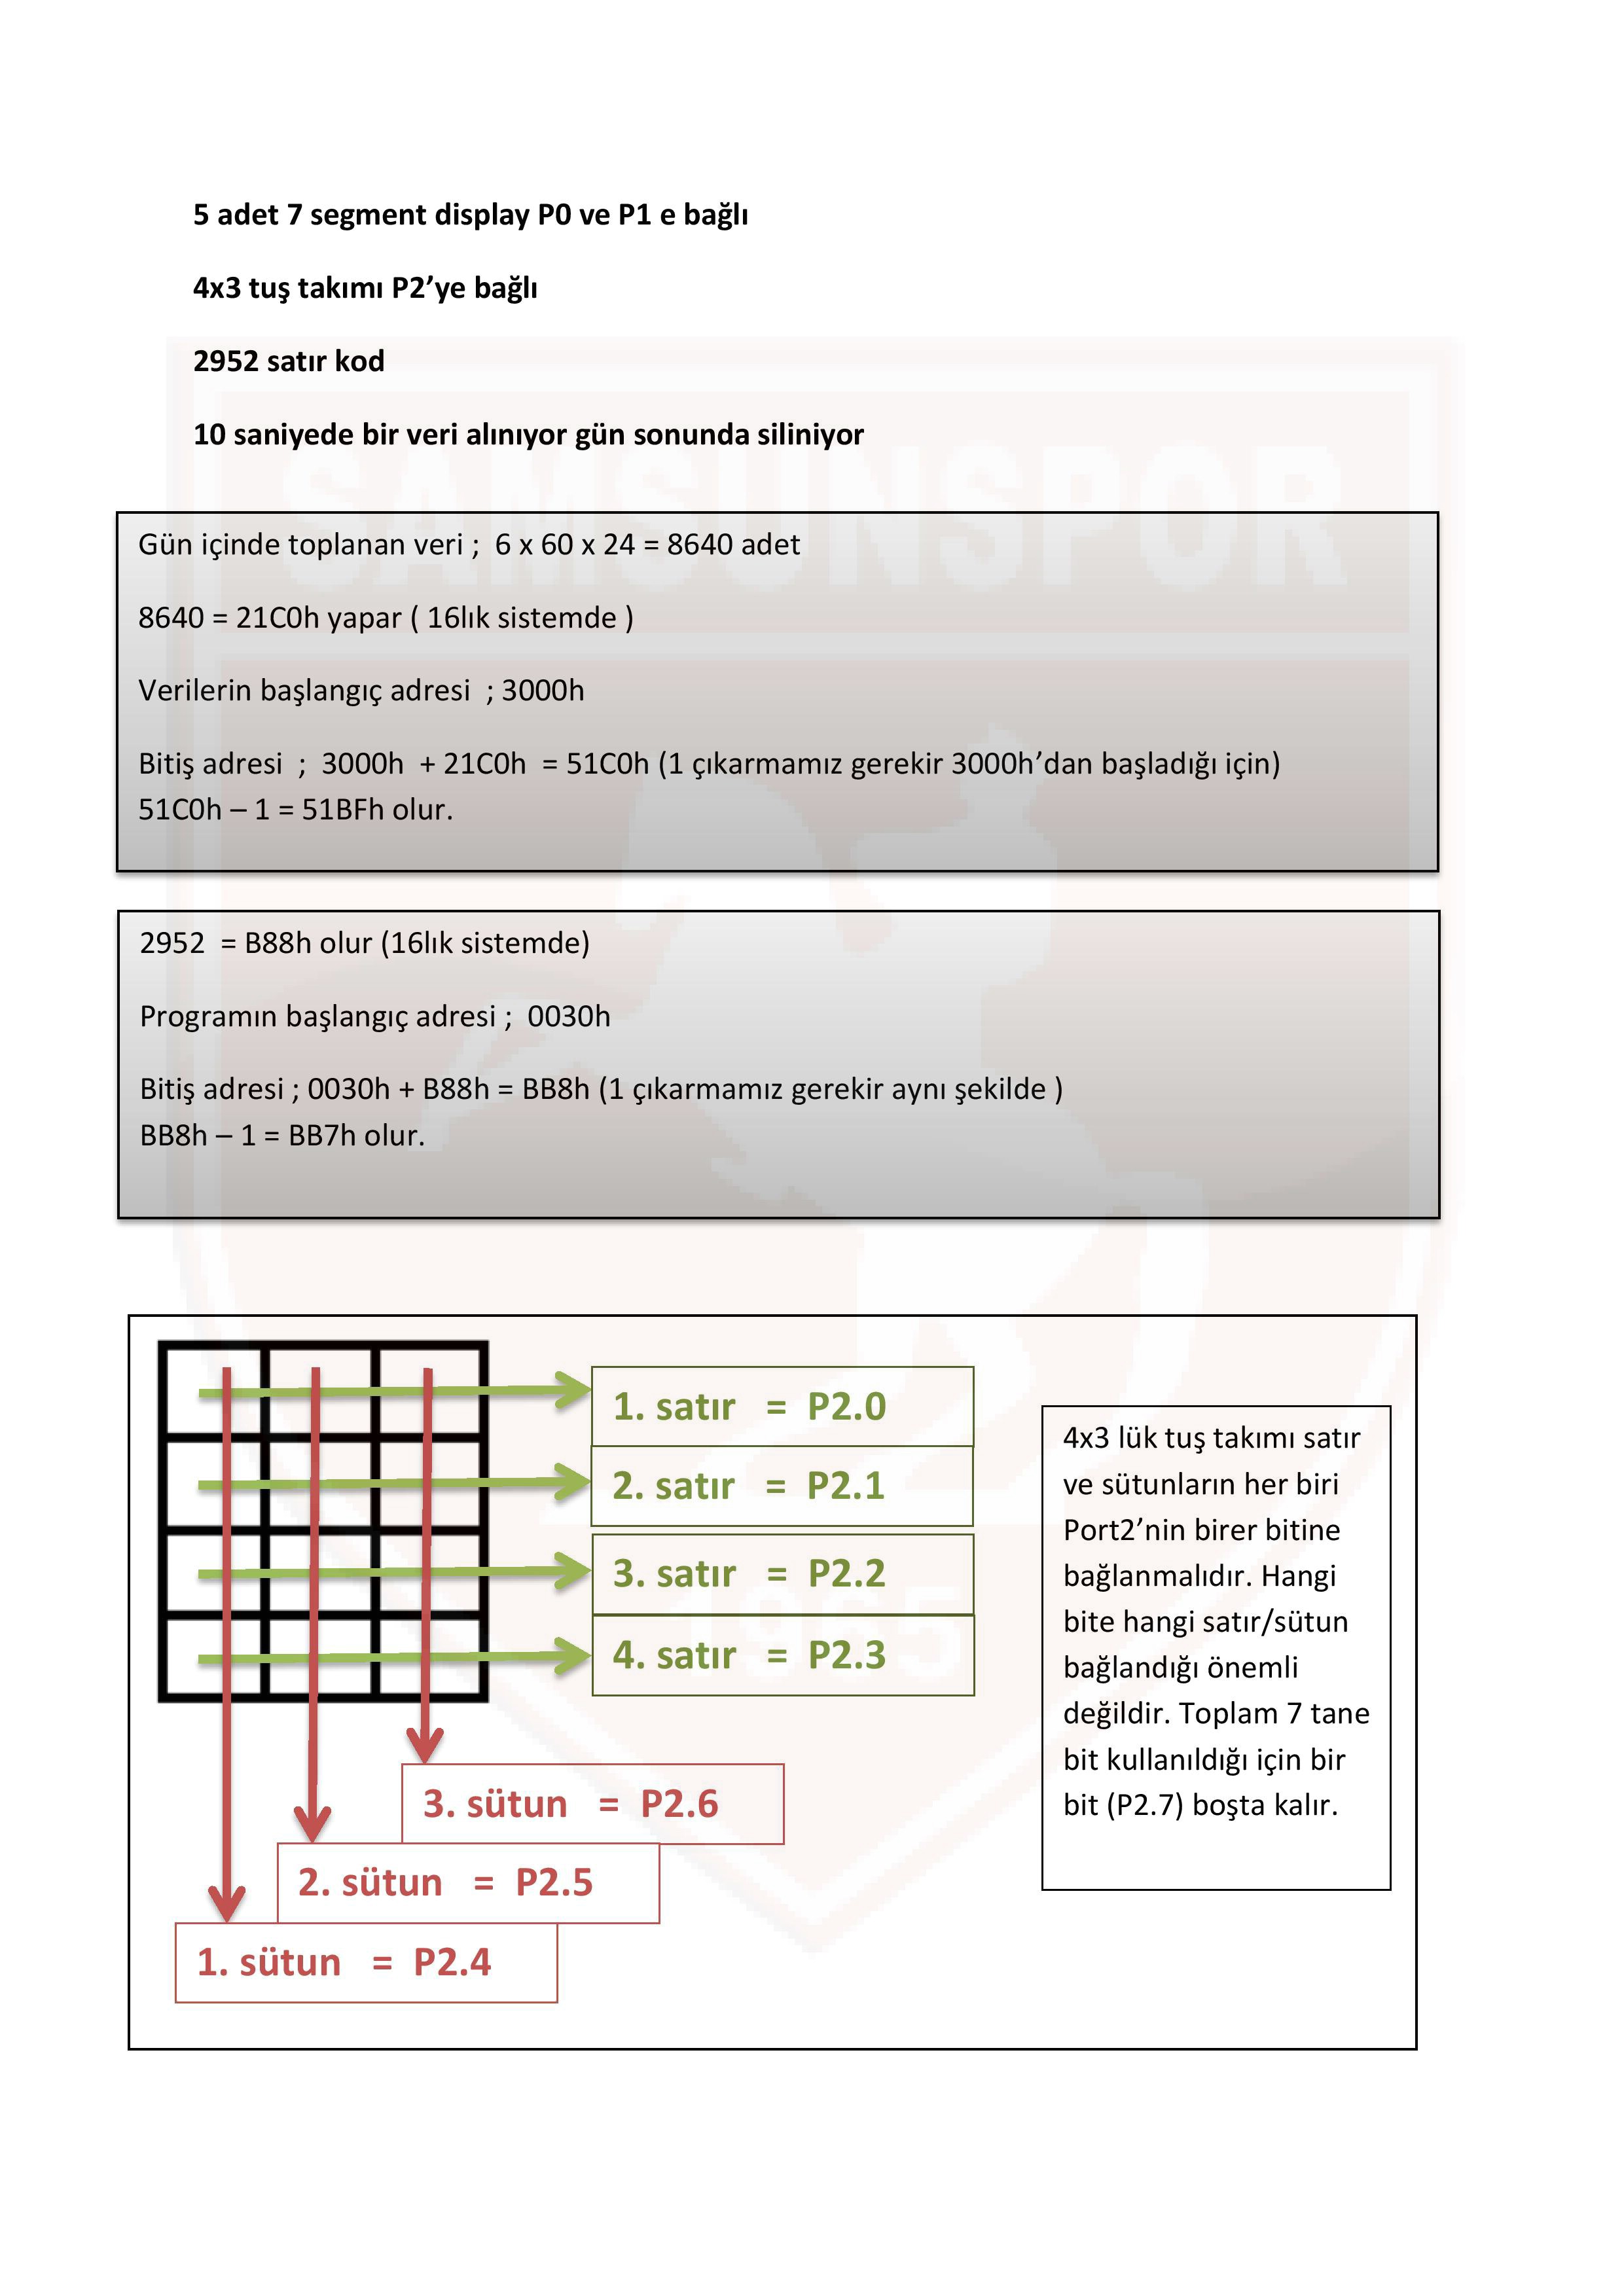 5 adet 7 segment display P0 ve P1 e bağlı
4x3 tuş takımı P2’ye bağlı
2952 satır kod
10 saniyede bir veri alınıyor gün sonunda siliniyor
SAMSUNSPOR
Gün içinde toplanan veri ;  6 x 60 x 24 = 8640 adet
8640 = 21C0h yapar ( 16lık sistemde )
Verilerin başlangıç adresi  ; 3000h
Bitiş adresi  ;  3000h  + 21C0h  = 51C0h (1 çıkarmamız gerekir 3000h’dan başladığı için)
51C0h – 1 = 51BFh olur.
2952  = B88h olur (16lık sistemde)
Programın başlangıç adresi ;  0030h
Bitiş adresi ; 0030h + B88h = BB8h (1 çıkarmamız gerekir aynı şekilde )
BB8h – 1 = BB7h olur.
1. satır  =  P2.0
2. satır  =  P2.1
3. satır  =  P2.2
4. satır  =  P2.3
1965
3. sütun  =  P2.6
2. sütun  =  P2.5
1. sütun  =  P2.4
4x3 lük tuş takımı satır
ve sütunların her biri
Port2’nin birer bitine
bağlanmalıdır. Hangi
bite hangi satır/sütun
bağlandığı önemli
değildir. Toplam 7 tane
bit kullanıldığı için bir
bit (P2.7) boşta kalır.